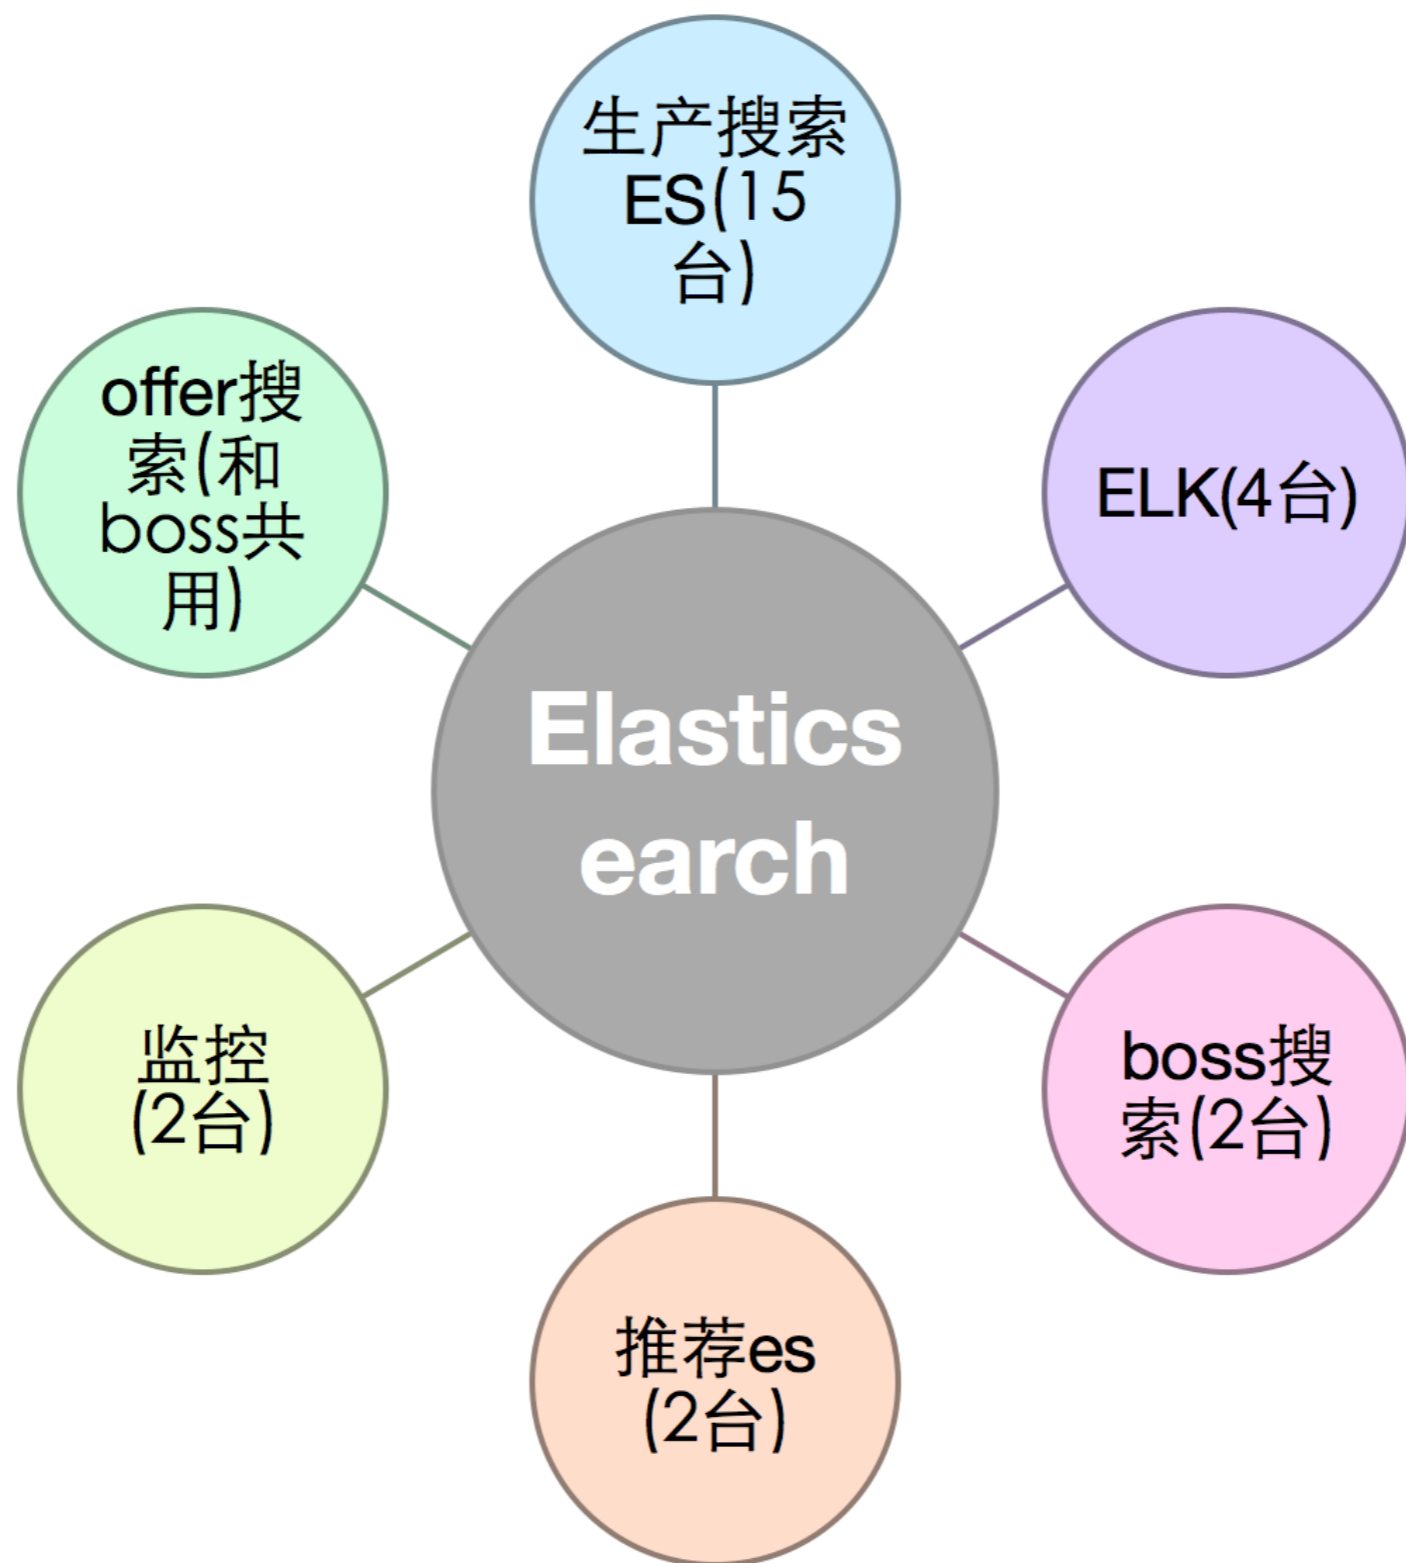 生产搜索
ES(15
台)
offer搜
索(和
boss共
用)
ELK(4台)
Elastics
earch
监控
(2台)
boss搜
索(2台)
推荐es
(2台)